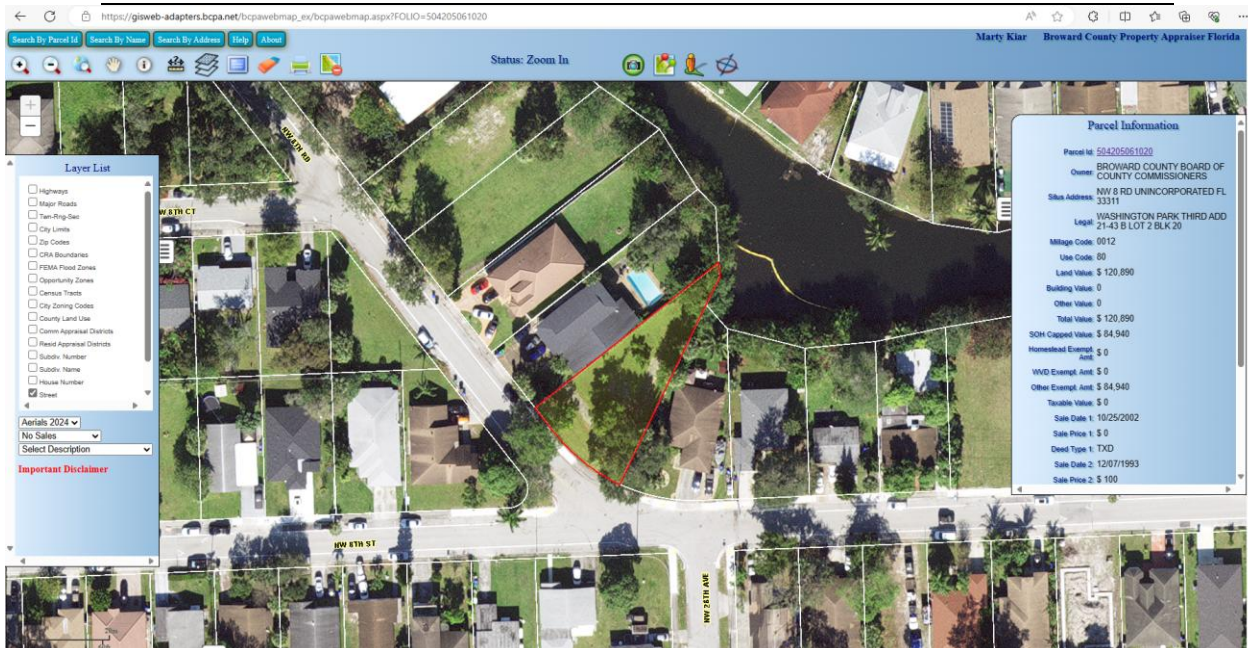 https://gisweb-adapters.bcpa.net/bcpawebmap_ex/bcpawebmap.aspx?FOLIO=504205061020
Search By Parcel Id
Search By Name
Search By Address
Help
About
Marty Kiar
Broward County Property Appraiser Florida
Status: Zoom In
+
−
Layer List
Highways
Major Roads
Twn-Rng-Sec
City Limits
Zip Codes
CRA Boundaries
FEMA Flood Zones
Opportunity Zones
Census Tracts
City Zoning Codes
County Land Use
Comm Appraisal Districts
Resid Appraisal Districts
Subdiv. Number
Subdiv. Name
House Number
Street
Aerials 2024
No Sales
Select Description
Important Disclaimer
NW 8TH RD
NW 8TH CT
NW 8TH ST
NW 28TH AVE
Parcel Information
Parcel Id: 504205061020
Owner: BROWARD COUNTY BOARD OF
COUNTY COMMISSIONERS
Situs Address: NW 8 RD UNINCORPORATED FL
33311
Legal: WASHINGTON PARK THIRD ADD
21-43 B LOT 2 BLK 20
Millage Code: 0012
Use Code: 80
Land Value: $ 120,890
Building Value: 0
Other Value: 0
Total Value: $ 120,890
SOH Capped Value: $ 84,940
Homestead Exempt. Amt: $ 0
WVD Exempt. Amt: $ 0
Other Exempt. Amt: $ 84,940
Taxable Value: $ 0
Sale Date 1: 10/25/2002
Sale Price 1: $ 0
Deed Type 1: TXD
Sale Date 2: 12/07/1993
Sale Price 2: $ 100